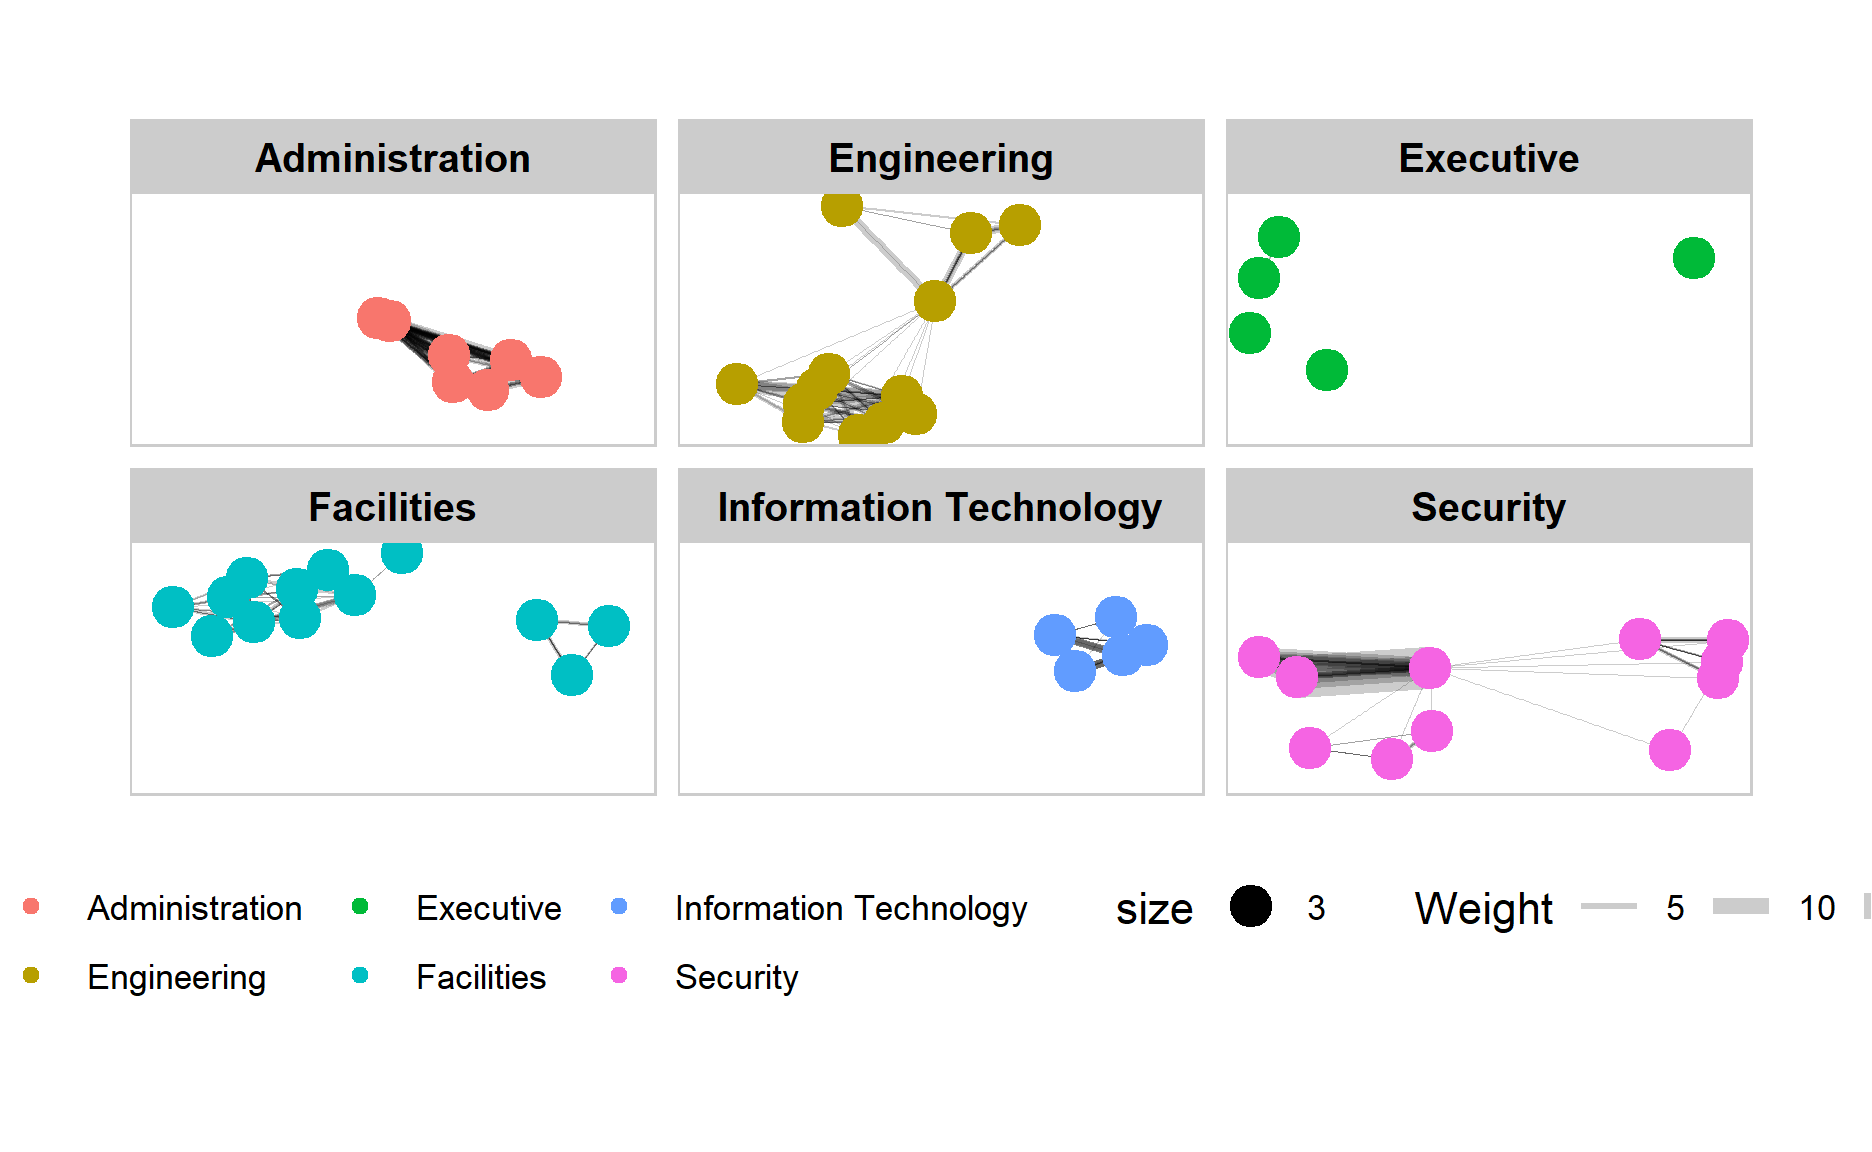 Administration
Engineering
Executive
Facilities
Information Technology
Security
Administration Executive Information Technology size 3 Weight 5 10
Engineering Facilities Security